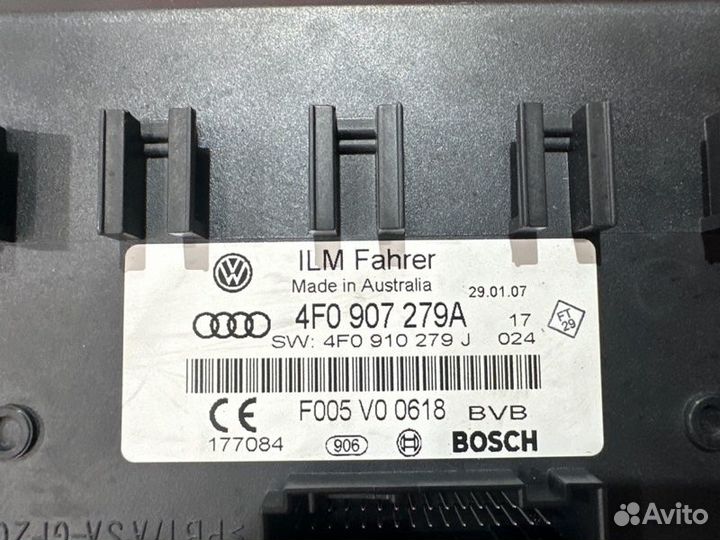 ILM Fahrer
Made in Australia
29.01.07
4F0 907 279A
17
FT
29
SW: 4F0 910 279 J
024
F005 V0 0618
BVB
177084
906
BOSCH
Avito